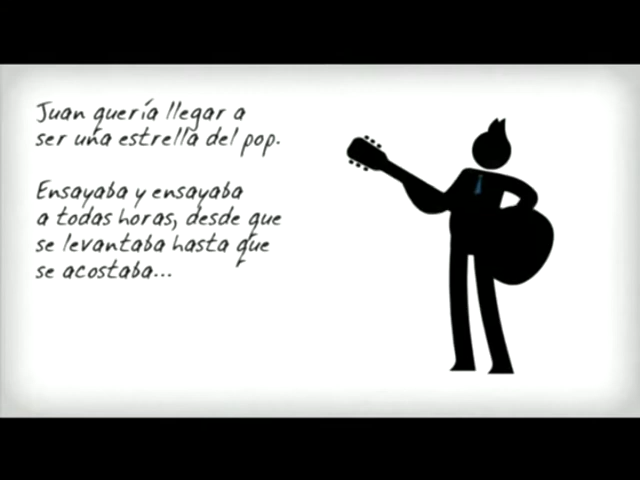 Juan quería llegar a
ser una estrella del pop.
Ensayaba y ensayaba
a todas horas, desde que
se levantaba hasta que
se acostaba...